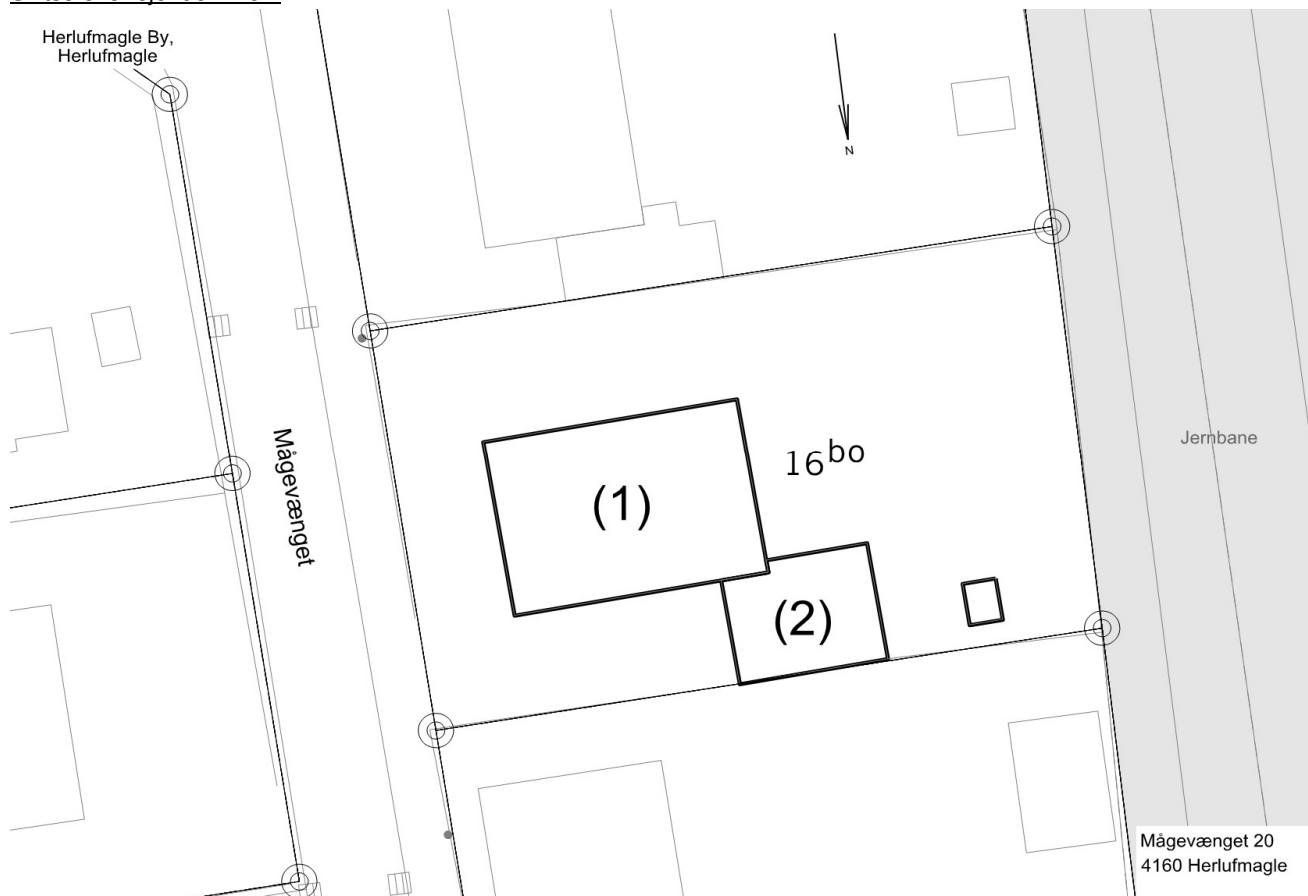 Herlufmagle By,
Herlufmagle
N
Mågevænget
16bo
(1)
(2)
Jernbane
Mågevænget 20
4160 Herlufmagle